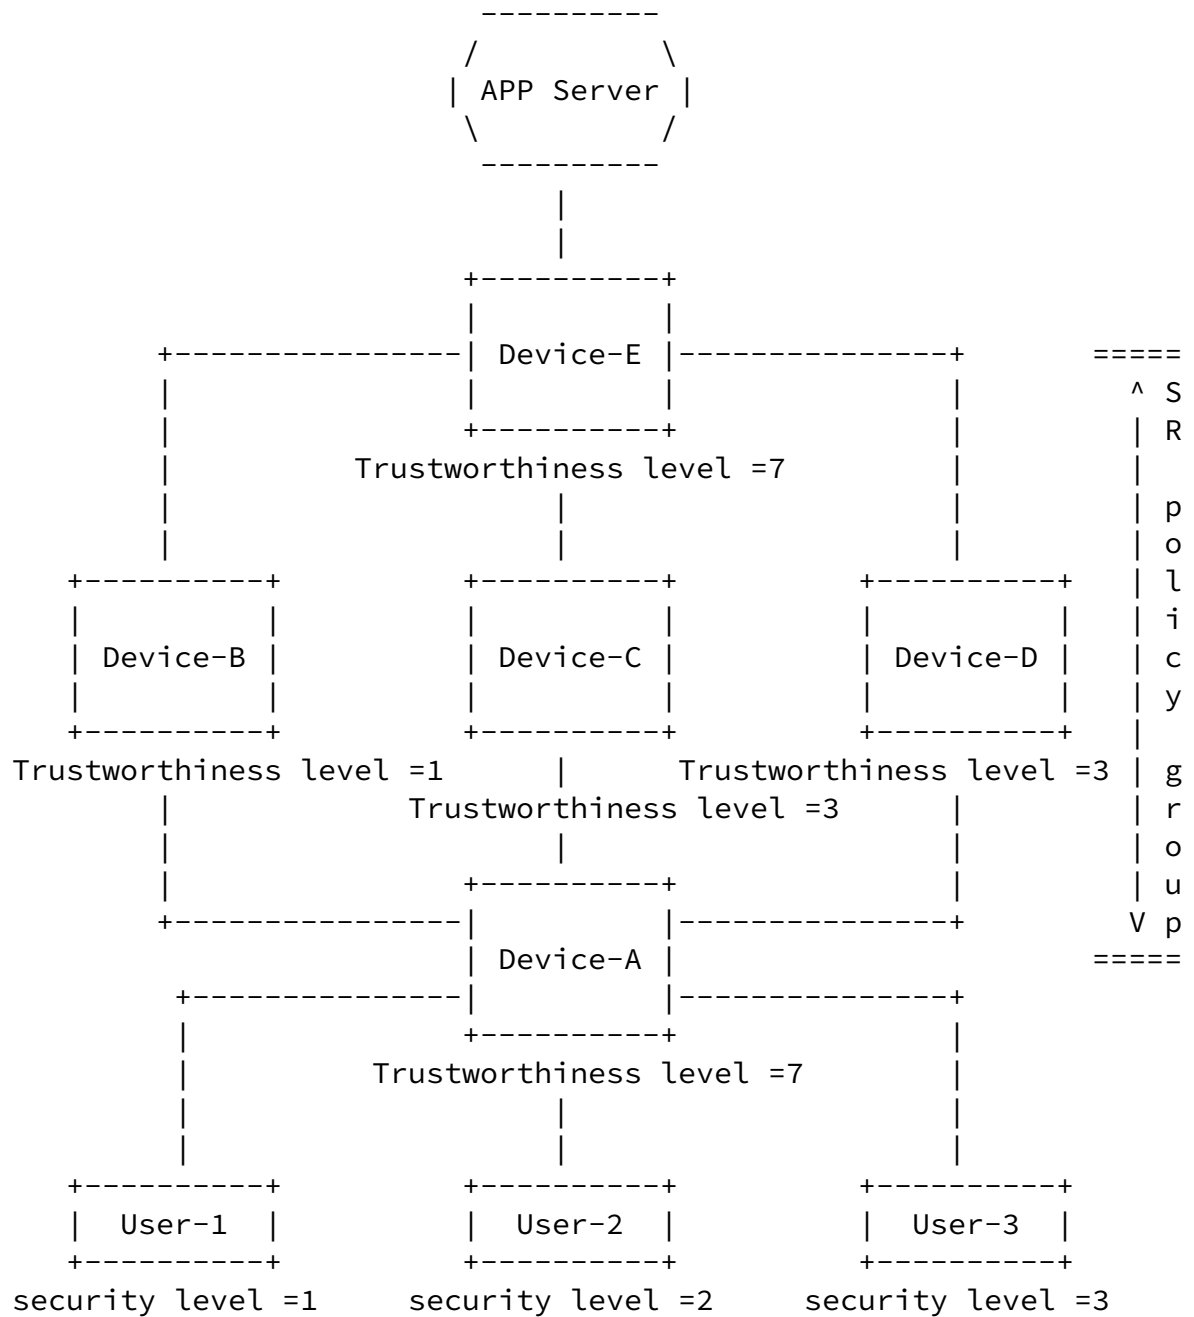 APP Server
Device-E
=====
^ S
R
Trustworthiness level =7
p
o
l
Device-B Device-C Device-D
i
c
y
Trustworthiness level =1
Trustworthiness level =3
g
Trustworthiness level =3
r
o
u
V p
Device-A
=====
Trustworthiness level =7
User-1 User-2 User-3
security level =1 security level =2 security level =3